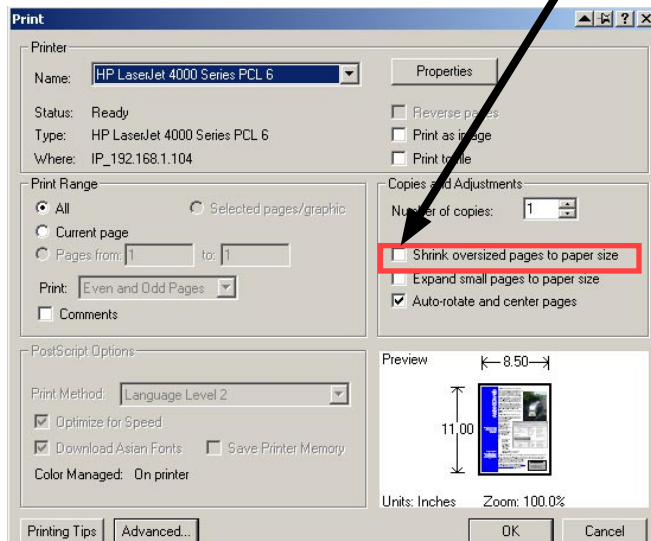 Print
Printer
Name: HP LaserJet 4000 Series PCL 6
Properties
Status: Ready
Reverse pages
Type: HP LaserJet 4000 Series PCL 6
Print as image
Where: IP_192.168.1.104
Print to file
Print Range
All
Selected pages/graphic
Current page
Pages from: 1 to: 1
Print: Even and Odd Pages
Comments
Copies and Adjustments
Number of copies: 1
Shrink oversized pages to paper size
Expand small pages to paper size
Auto-rotate and center pages
PostScript Options
Print Method: Language Level 2
Optimize for Speed
Download Asian Fonts
Save Printer Memory
Color Managed: On printer
Preview
8.50
11.00
Units: Inches Zoom: 100.0%
Printing Tips
Advanced...
OK
Cancel